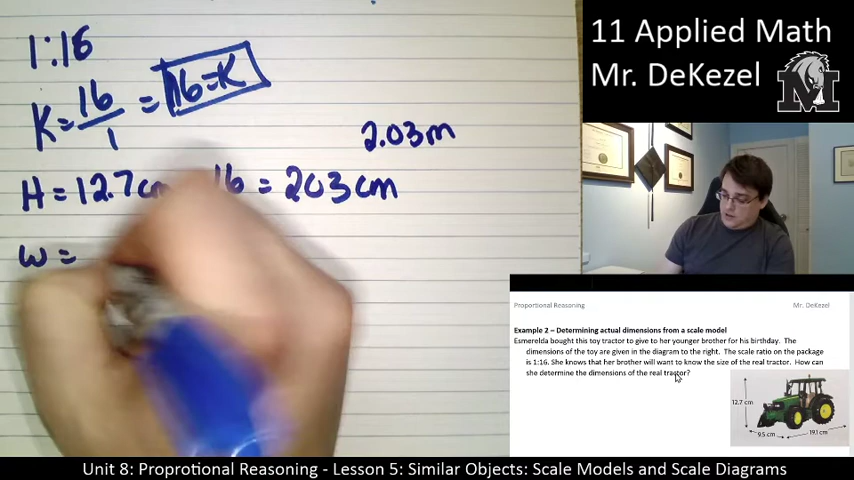 1:16
K = 16/1 = 16 = K
2.03m
H = 12.7cm 16 = 203cm
w =
11 Applied Math
Mr. DeKezel
M
Proportional Reasoning Mr. DeKezel
Example 2 – Determining actual dimensions from a scale model
Esmerelda bought this toy tractor to give to her younger brother for his birthday. The
dimensions of the toy are given in the diagram to the right. The scale ratio on the package
is 1:16. She knows that her brother will want to know the size of the real tractor. How can
she determine the dimensions of the real tractor?
12.7 cm
9.5 cm
19.1 cm
Unit 8: Proprotional Reasoning - Lesson 5: Similar Objects: Scale Models and Scale Diagrams